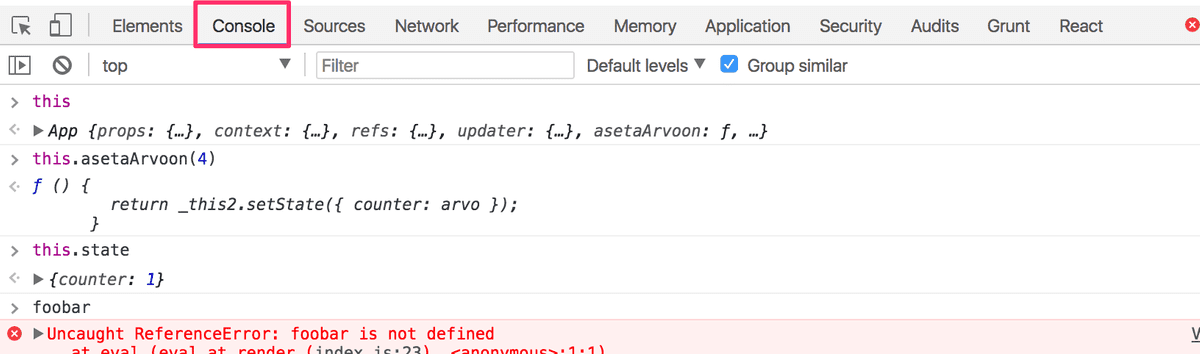 Elements Console Sources Network Performance Memory Application Security Audits Grunt React
top Filter Default levels Group similar
> this
App {props: {…}, context: {…}, refs: {…}, updater: {…}, asetaArvoon: ƒ, …}
> this.asetaArvoon(4)
ƒ () {
return _this2.setState({ counter: arvo });
}
> this.state
{counter: 1}
> foobar
Uncaught ReferenceError: foobar is not defined
at eval (eval at render (index.js:23), <anonymous>:1:1)